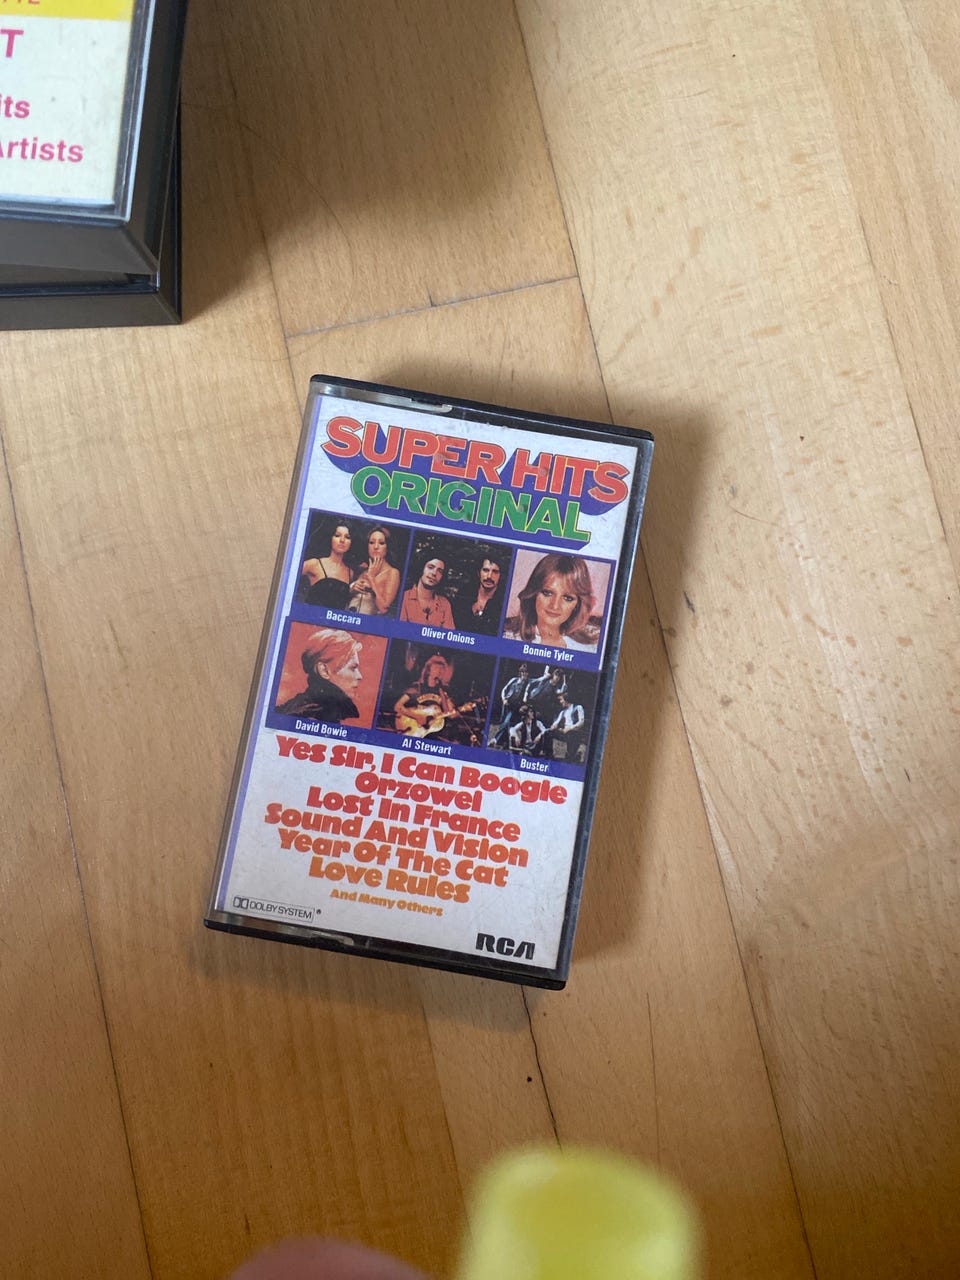 T
its
Artists
SUPER HITS
ORIGINAL
Baccara
Oliver Onions
Bonnie Tyler
David Bowie
Al Stewart
Buster
Yes Sir, I Can Boogie
Orzowei
Lost In France
Sound And Vision
Year Of The Cat
Love Rules
And Many Others
DOLBY SYSTEM
RCA